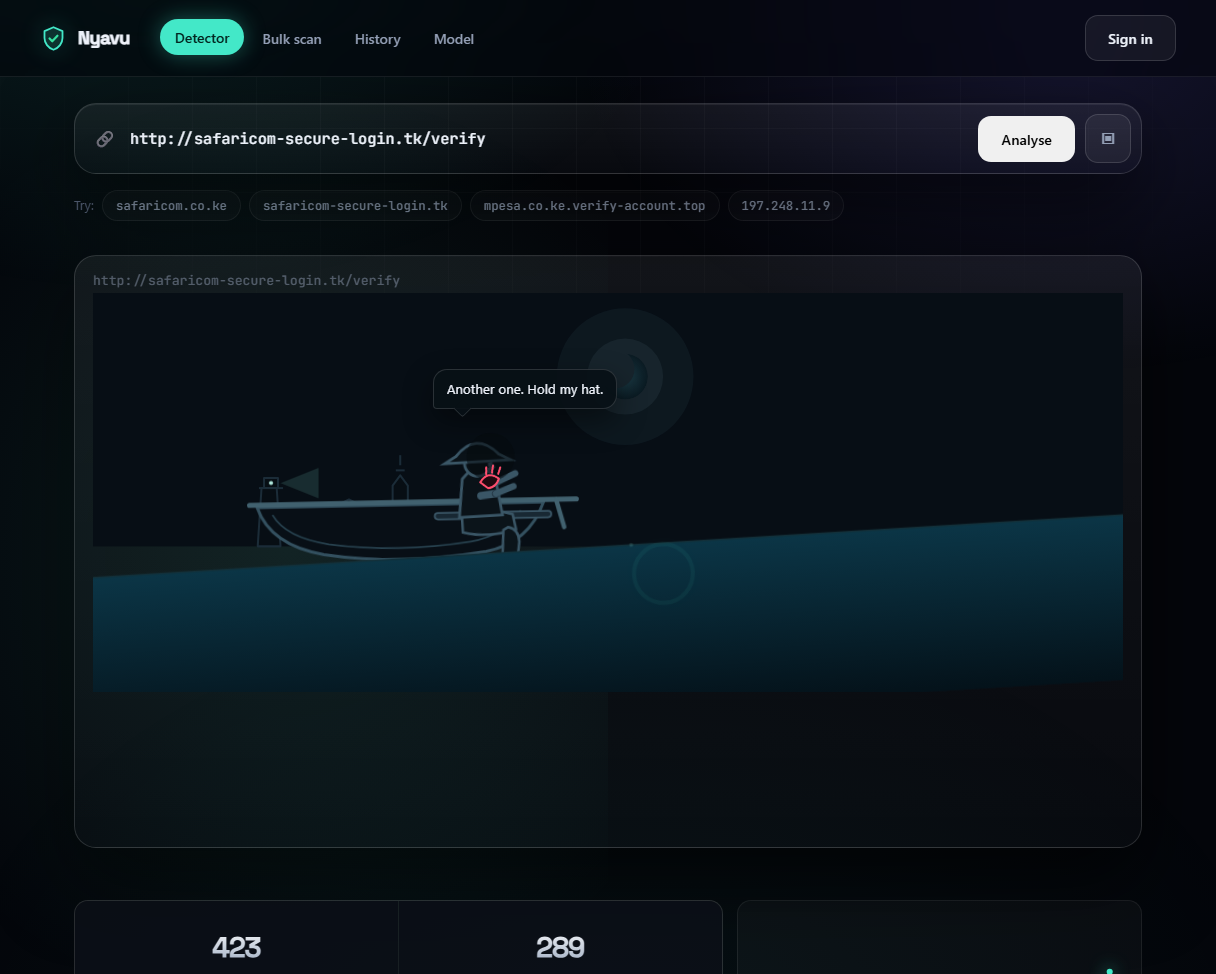 Nyavu
Detector
Bulk scan
History
Model
Sign in
http://safaricom-secure-login.tk/verify
Analyse
Try:
safaricom.co.ke
safaricom-secure-login.tk
mpesa.co.ke.verify-account.top
197.248.11.9
http://safaricom-secure-login.tk/verify
Another one. Hold my hat.
423
289